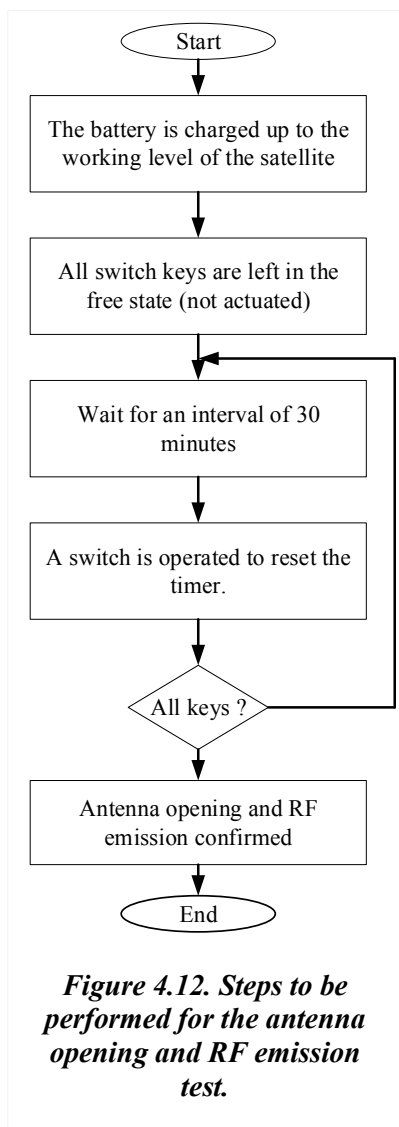 Start
The battery is charged up to the
working level of the satellite
All switch keys are left in the
free state (not actuated)
Wait for an interval of 30
minutes
A switch is operated to reset the
timer.
All keys ?
Antenna opening and RF
emission confirmed
End
Figure 4.12. Steps to be
performed for the antenna
opening and RF emission
test.